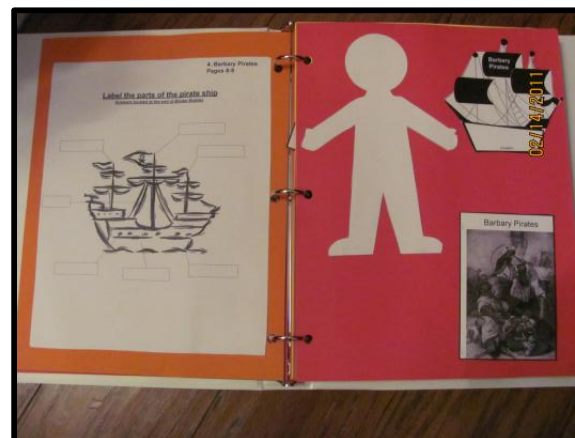 4. Barbary Pirates
Pages 8-9
Label the parts of the pirate ship
Barbary
Pirates
02/14/2011
Barbary Pirates